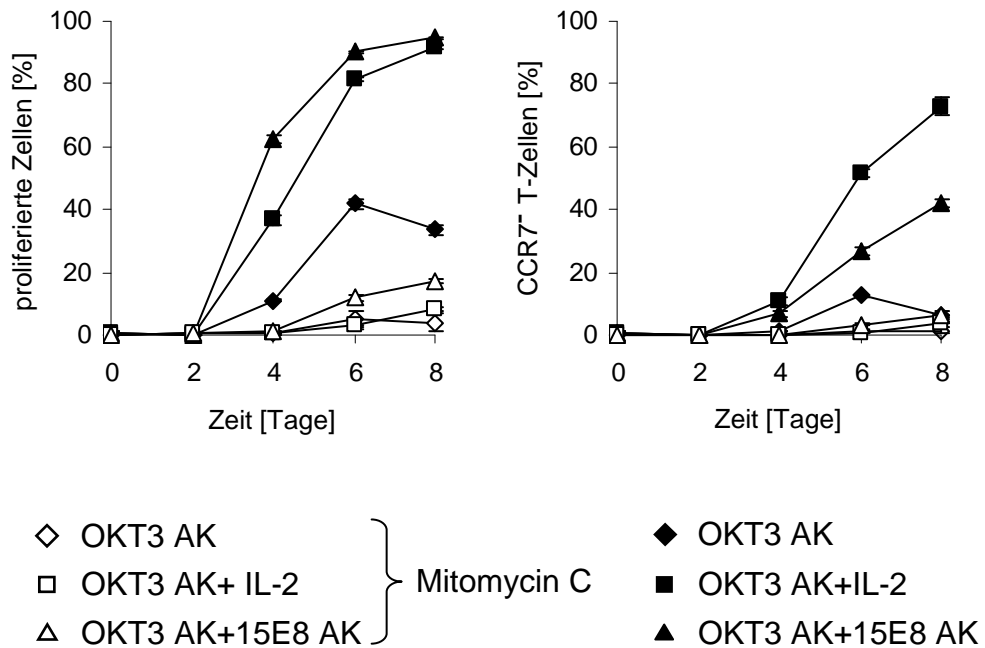 proliferierte Zellen [%]
100
80
60
40
20
0
0 2 4 6 8
Zeit [Tage]
CCR7⁻ T-Zellen [%]
100
80
60
40
20
0
0 2 4 6 8
Zeit [Tage]
OKT3 AK
OKT3 AK+ IL-2
OKT3 AK+15E8 AK
Mitomycin C
OKT3 AK
OKT3 AK+IL-2
OKT3 AK+15E8 AK